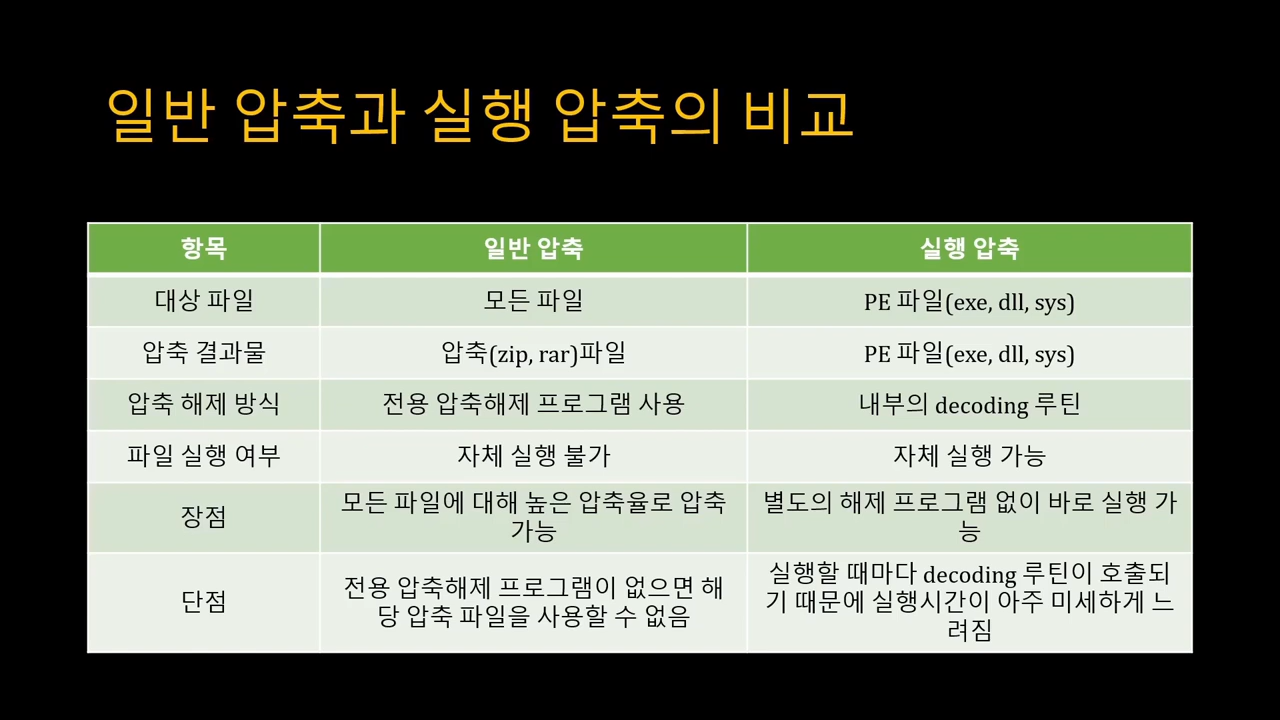 일반 압축과 실행 압축의 비교
항목 일반 압축 실행 압축
대상 파일 모든 파일 PE 파일(exe, dll, sys)
압축 결과물 압축(zip, rar)파일 PE 파일(exe, dll, sys)
압축 해제 방식 전용 압축해제 프로그램 사용 내부의 decoding 루틴
파일 실행 여부 자체 실행 불가 자체 실행 가능
장점
모든 파일에 대해 높은 압축율로 압축
가능
별도의 해제 프로그램 없이 바로 실행 가
능
단점
전용 압축해제 프로그램이 없으면 해
당 압축 파일을 사용할 수 없음
실행할 때마다 decoding 루틴이 호출되
기 때문에 실행시간이 아주 미세하게 느
려짐